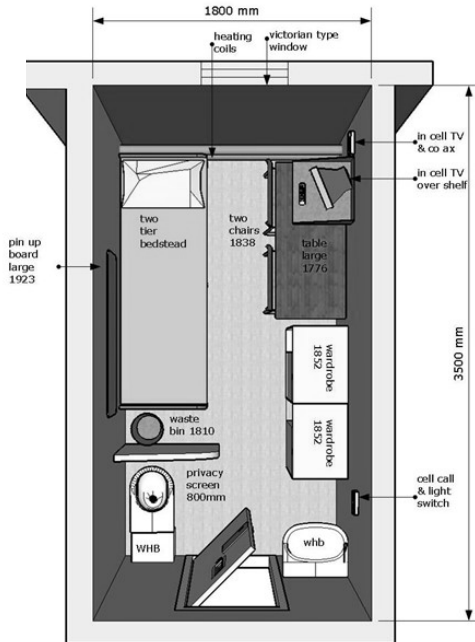 1800 mm
heating
coils
victorian type
window
in cell TV
& co ax
in cell TV
over shelf
two
tier
bedstead
two
chairs
1838
table
large
1776
pin up
board
large
1923
3500 mm
wardrobe
1852
wardrobe
1852
waste
bin 1810
privacy
screen
800mm
cell call
& light
switch
WHB
whb